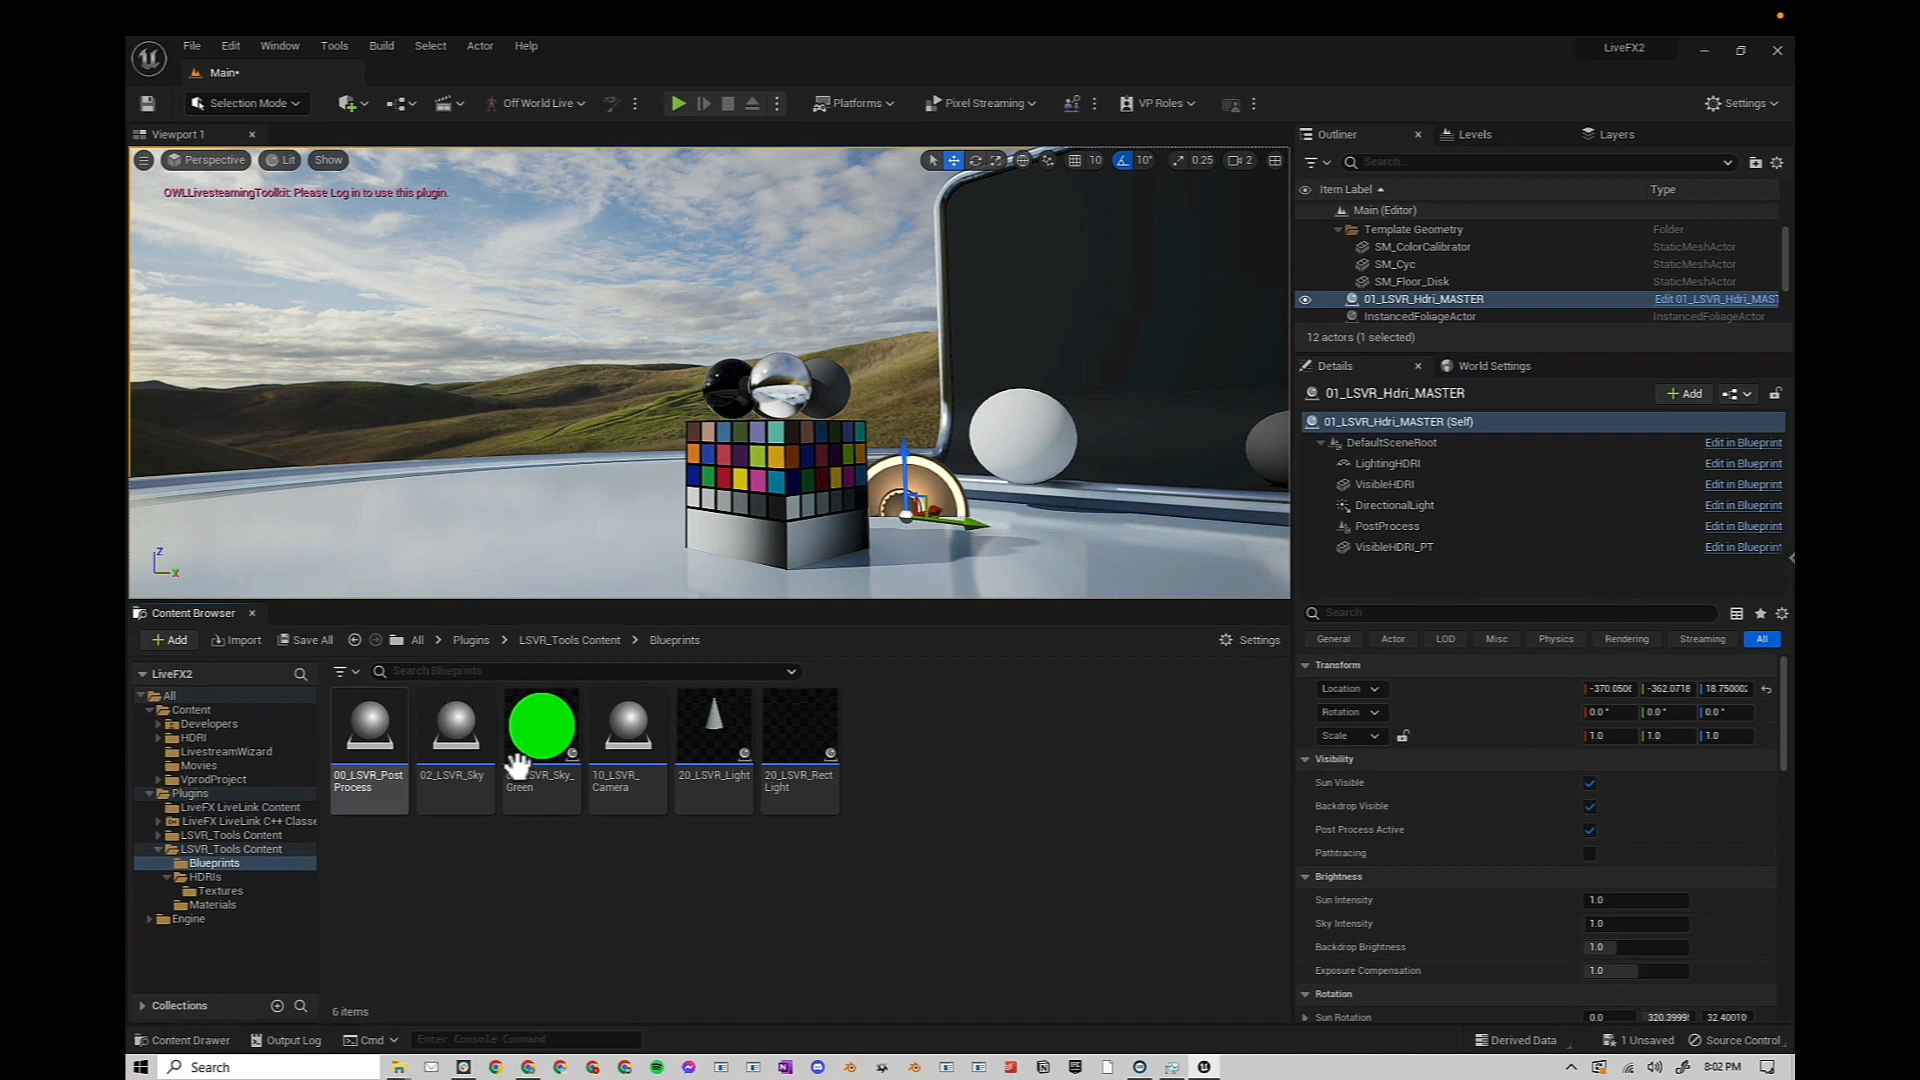 File Edit Window Tools Build Select Actor Help
LiveFX2
Main•
Selection Mode
Off World Live
Platforms
Pixel Streaming
VP Roles
Settings
Viewport 1
Perspective Lit Show
10 10° 0.25 2
OWLLivestreamingToolkit: Please Log in to use this plugin.
Z
X
Outliner Levels Layers
Search...
Item Label Type
Main (Editor)
Template Geometry Folder
SM_ColorCalibrator StaticMeshActor
SM_Cyc StaticMeshActor
SM_Floor_Disk StaticMeshActor
01_LSVR_Hdri_MASTER Edit 01_LSVR_Hdri_MAST
InstancedFoliageActor InstancedFoliageActor
12 actors (1 selected)
Details World Settings
01_LSVR_Hdri_MASTER + Add
01_LSVR_Hdri_MASTER (Self)
DefaultSceneRoot Edit in Blueprint
LightingHDRI Edit in Blueprint
VisibleHDRI Edit in Blueprint
DirectionalLight Edit in Blueprint
PostProcess Edit in Blueprint
VisibleHDRI_PT Edit in Blueprint
Search
General Actor LOD Misc Physics Rendering Streaming All
Transform
Location -370.0506 -362.0718 18.750002
Rotation 0.0° 0.0° 0.0°
Scale 1.0 1.0 1.0
Visibility
Sun Visible
Backdrop Visible
Post Process Active
Pathtracing
Brightness
Sun Intensity 1.0
Sky Intensity 1.0
Backdrop Brightness 1.0
Exposure Compensation 1.0
Rotation
Sun Rotation 0.0 320.3999 32.40010
Content Browser
+ Add Import Save All All > Plugins > LSVR_Tools Content > Blueprints Settings
LiveFX2
Search Blueprints
All
Content
Developers
HDRI
LivestreamWizard
Movies
VprodProject
Plugins
LiveFX LiveLink Content
LiveFX LiveLink C++ Classe
LSVR_Tools Content
LSVR_Tools Content
Blueprints
HDRIs
Textures
Materials
Engine
Collections
00_LSVR_Post
Process
02_LSVR_Sky
SVR_Sky_
Green
10_LSVR_
Camera
20_LSVR_Light
20_LSVR_Rect
Light
6 items
Content Drawer Output Log Cmd Enter Console Command Derived Data 1 Unsaved Source Control
Search
8:02 PM